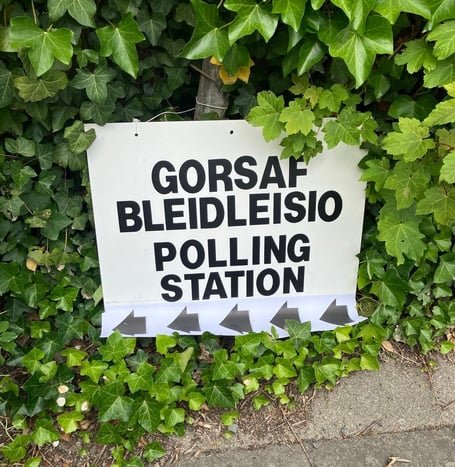 GORSAF
BLEIDLEISIO
POLLING
STATION